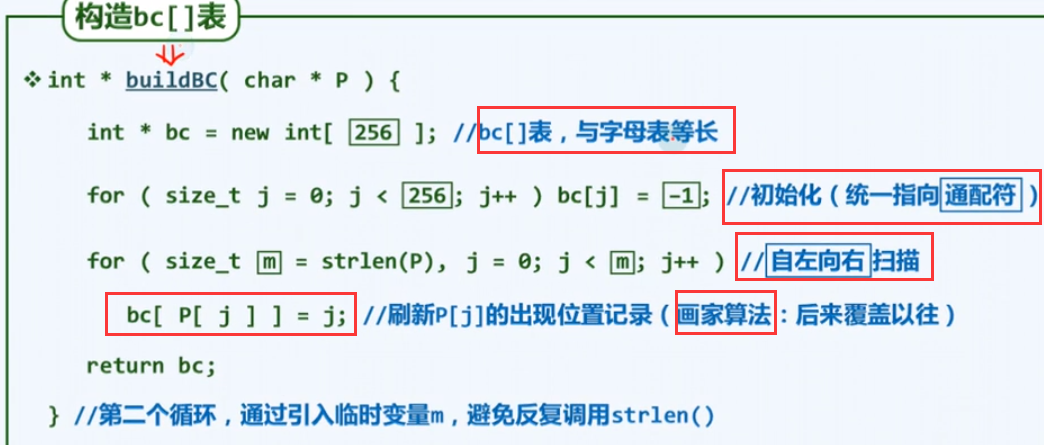 构造bc[]表
❖int * buildBC( char * P ) {
int * bc = new int[ 256 ]; //bc[]表，与字母表等长
for ( size_t j = 0; j < 256; j++ ) bc[j] = -1; //初始化（统一指向通配符）
for ( size_t m = strlen(P), j = 0; j < m; j++ ) //自左向右扫描
bc[ P[ j ] ] = j; //刷新P[j]的出现位置记录（画家算法：后来覆盖以往）
return bc;
} //第二个循环，通过引入临时变量m，避免反复调用strlen()